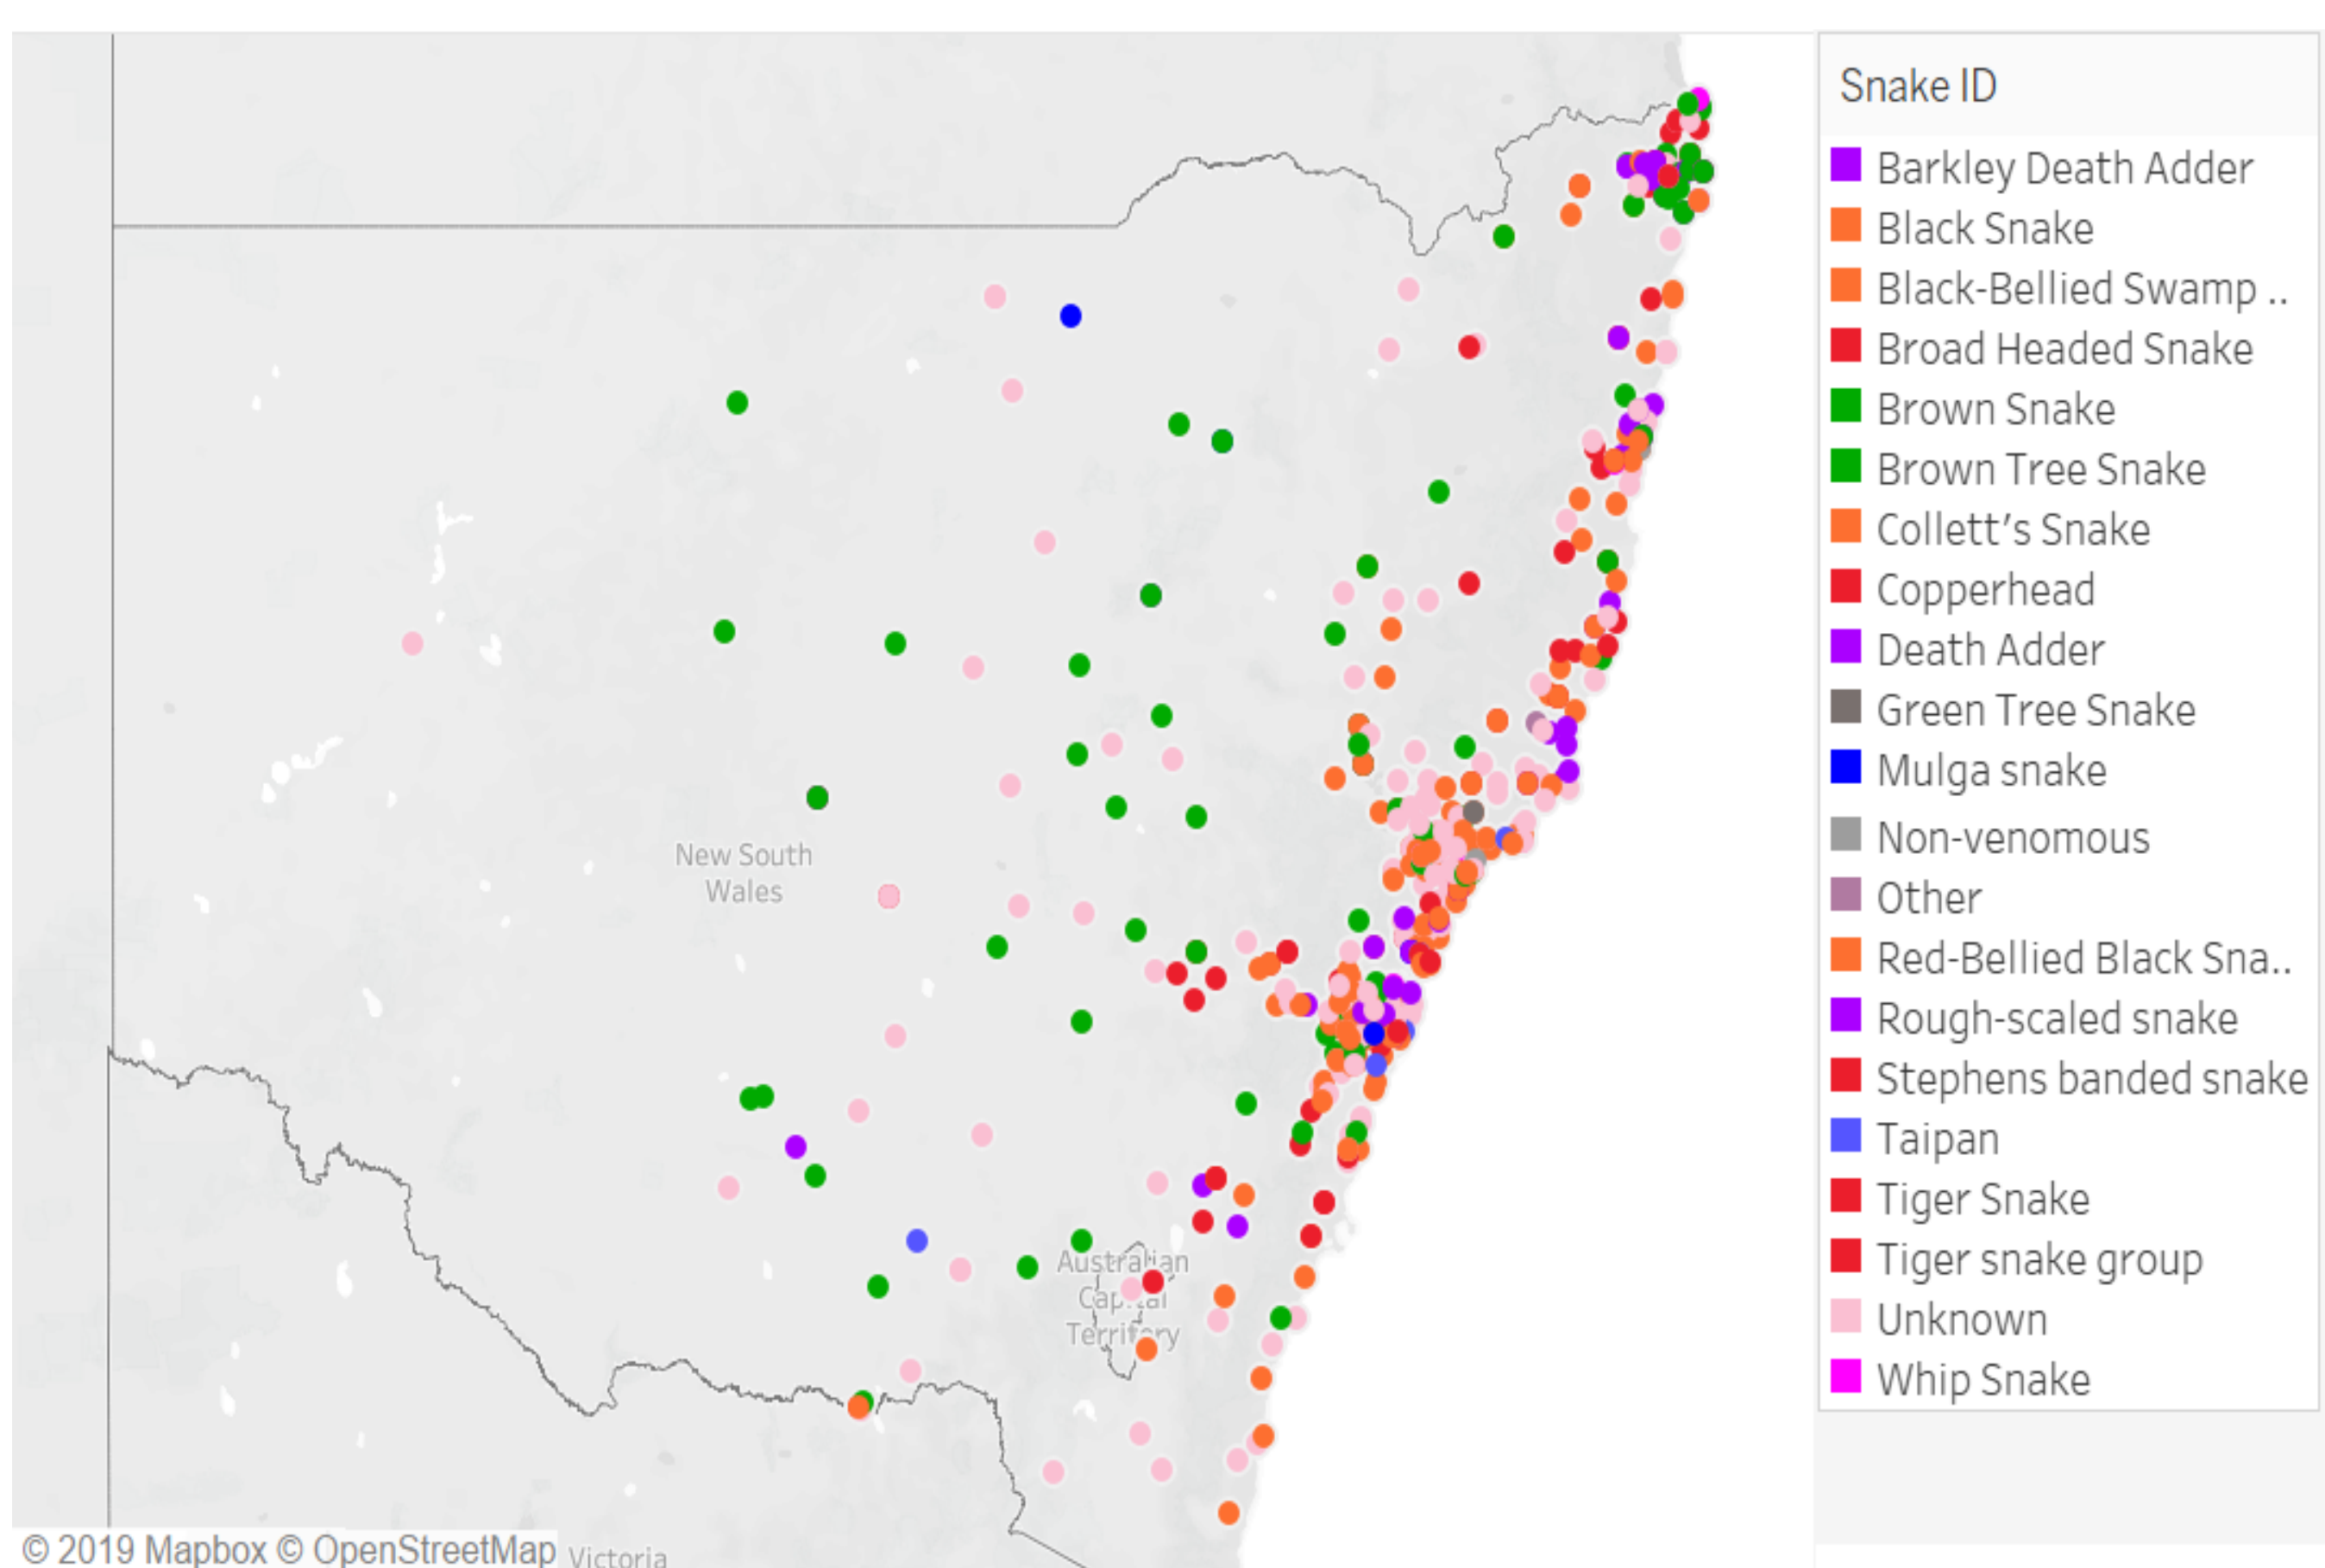 Snake ID
Barkley Death Adder
Black Snake
Black-Bellied Swamp ..
Broad Headed Snake
Brown Snake
Brown Tree Snake
Collett's Snake
Copperhead
Death Adder
Green Tree Snake
Mulga snake
Non-venomous
Other
Red-Bellied Black Sna..
Rough-scaled snake
Stephens banded snake
Taipan
Tiger Snake
Tiger snake group
Unknown
Whip Snake
New South
Wales
Australian
Capital
Territory
© 2019 Mapbox © OpenStreetMap
Victoria